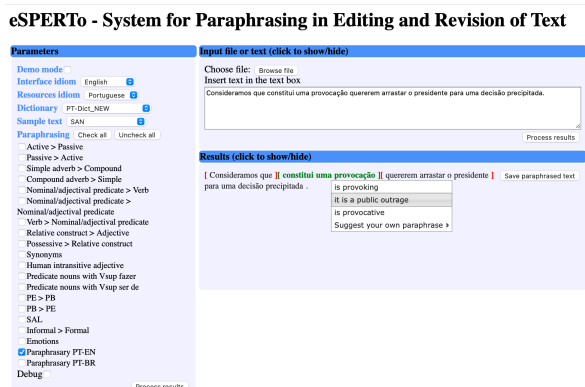 eSPERTo - System for Paraphrasing in Editing and Revision of Text
Parameters
Demo mode
Interface idiom English
Resources idiom Portuguese
Dictionary PT-Dict_NEW
Sample text SAN
Paraphrasing Check all Uncheck all
Active > Passive
Passive > Active
Simple adverb > Compound
Compound adverb > Simple
Nominal/adjectival predicate > Verb
Nominal/adjectival predicate >
Nominal/adjectival predicate
Verb > Nominal/adjectival predicate
Relative construct > Adjective
Possessive > Relative construct
Synonyms
Human intransitive adjective
Predicate nouns with Vsup fazer
Predicate nouns with Vsup ser de
PE > PB
PB > PE
SAL
Informal > Formal
Emotions
Paraphrasary PT-EN
Paraphrasary PT-BR
Debug
Process results
Input file or text (click to show/hide)
Choose file: Browse file
Insert text in the text box
Consideramos que constitui uma provocação quererem arrastar o presidente para uma decisão precipitada.
Process results
Results (click to show/hide)
[ Consideramos que ][ constitui uma provocação ][ quererem arrastar o presidente ] Save paraphrased text
para uma decisão precipitada .
is provoking
it is a public outrage
is provocative
Suggest your own paraphrase